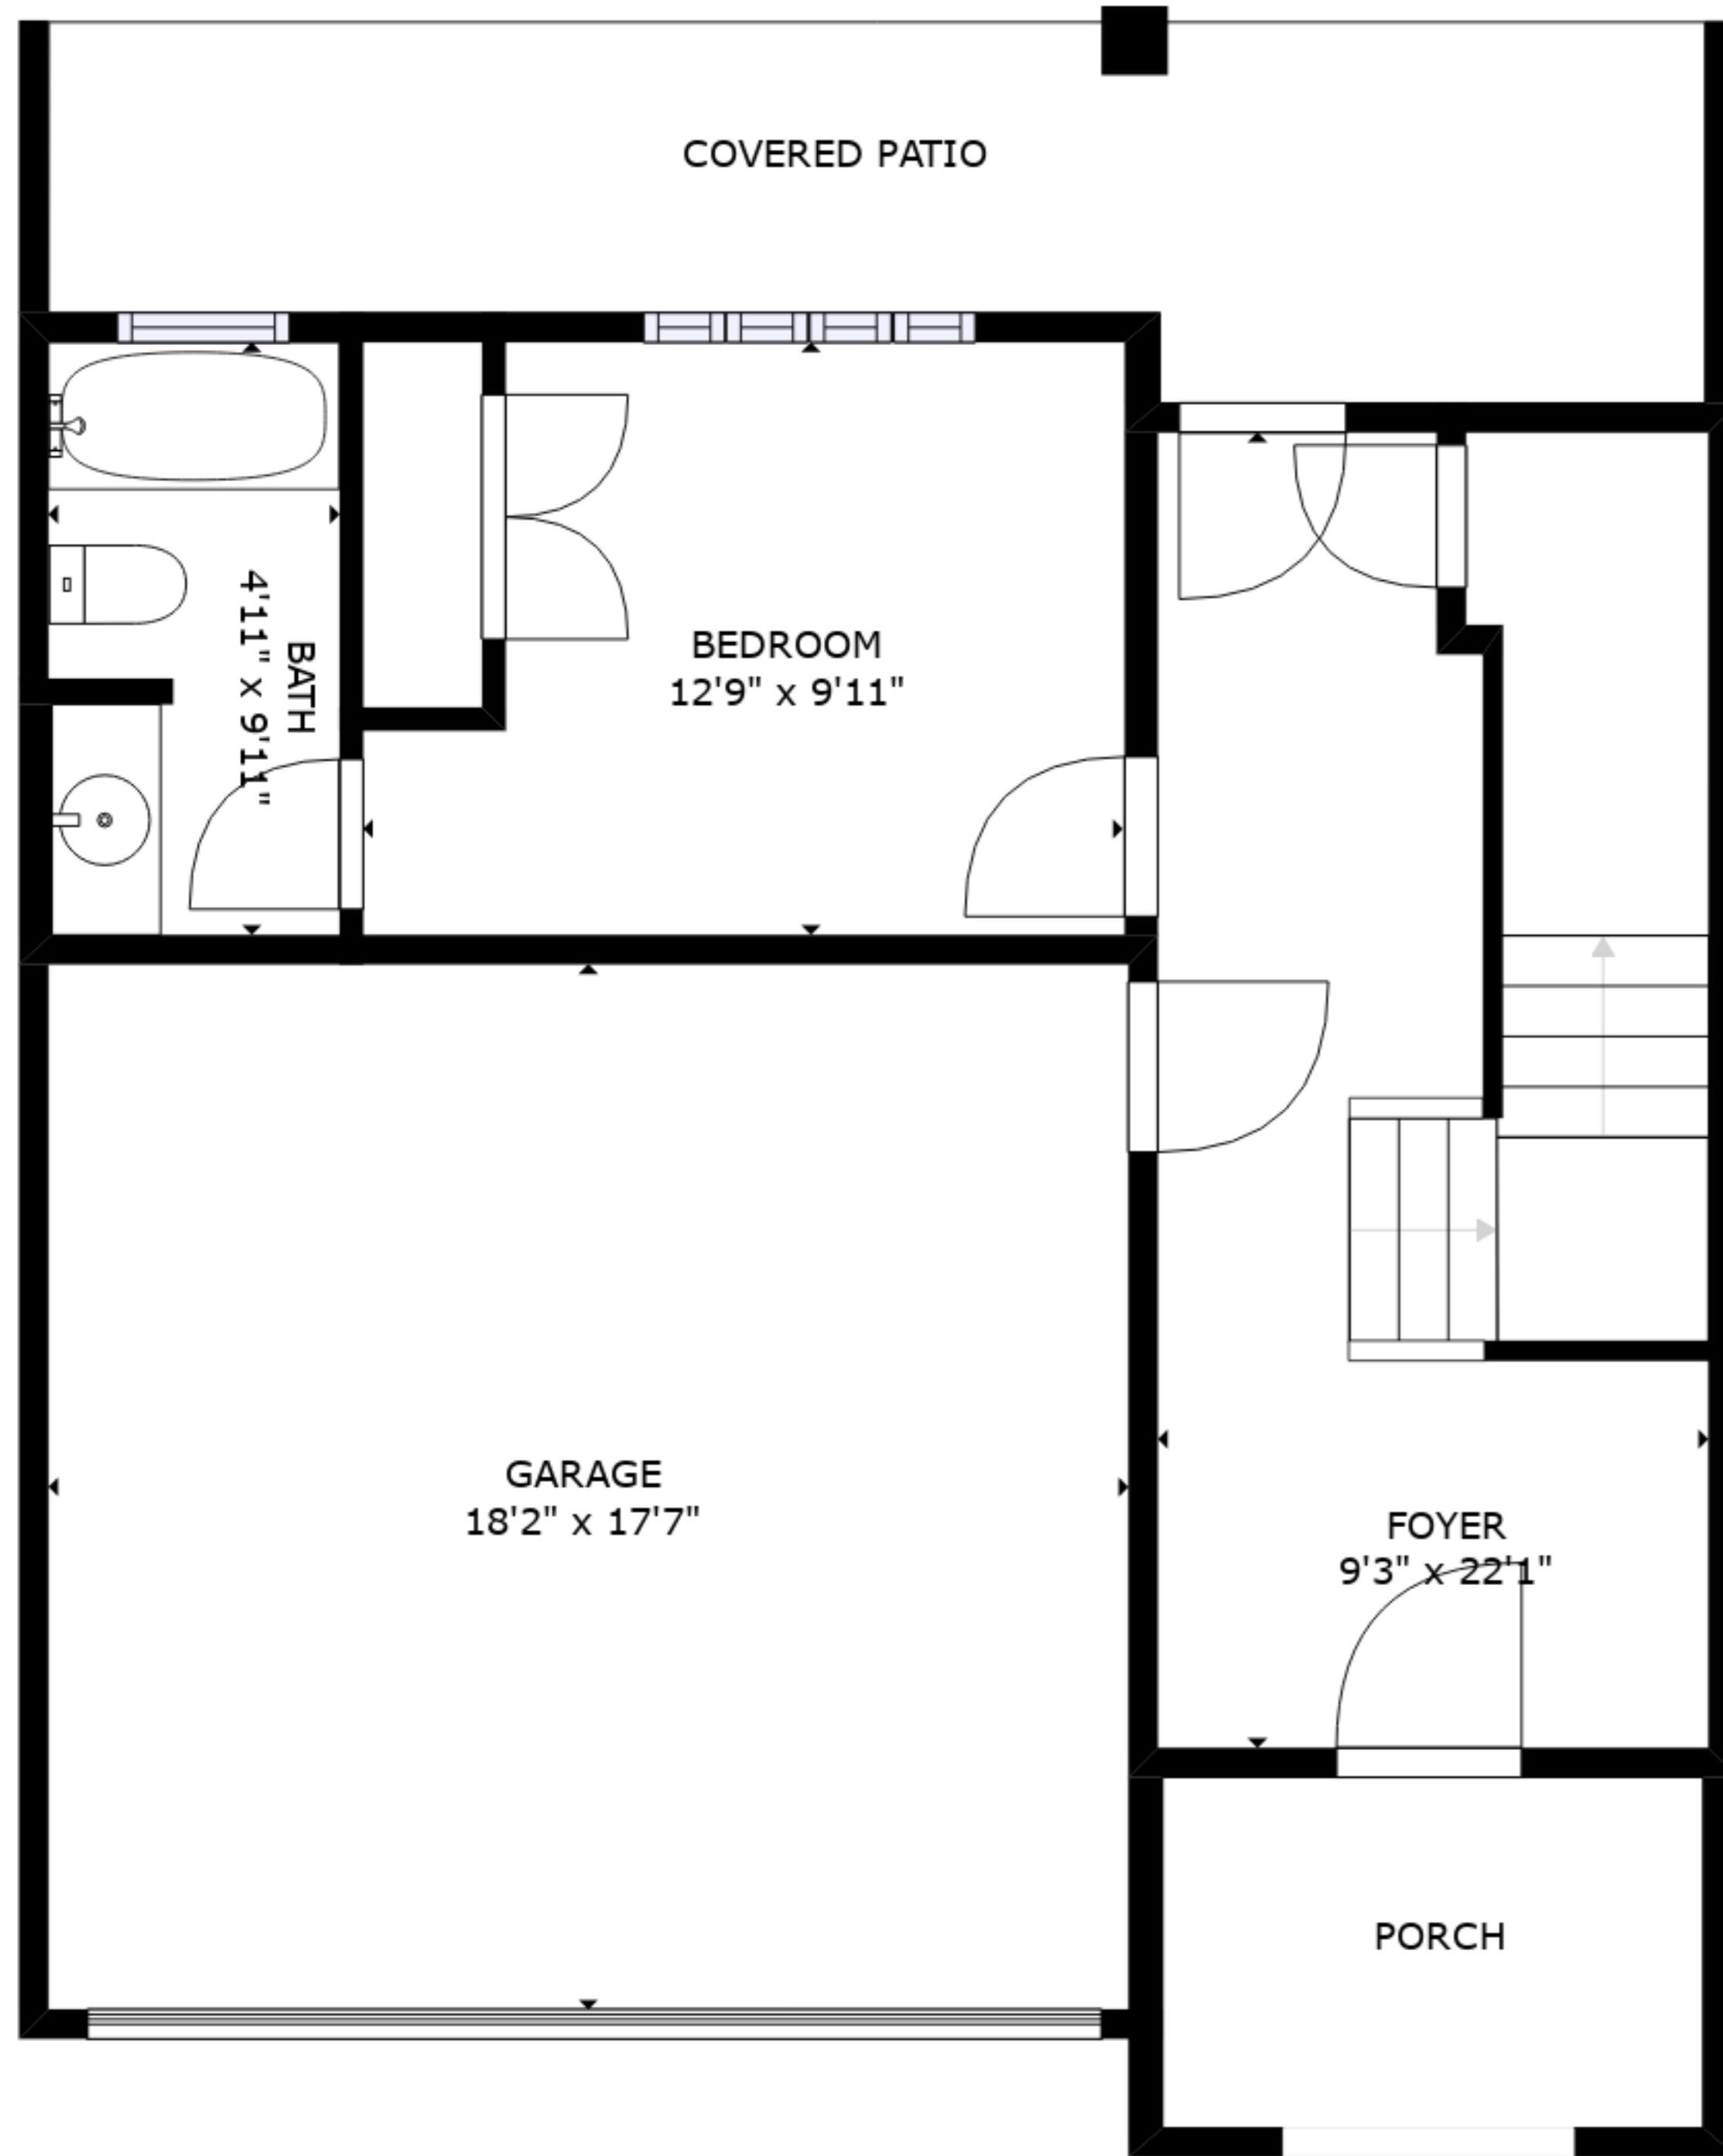 COVERED PATIO
BEDROOM
12'9" x 9'11"
BATH
4'11" x 9'11"
GARAGE
18'2" x 17'7"
FOYER
9'3" x 22'1"
PORCH